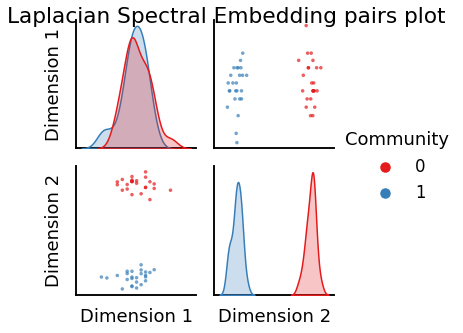 Laplacian Spectral Embedding pairs plot
Dimension 1
Dimension 2
Dimension 1
Dimension 2
Community
0
1